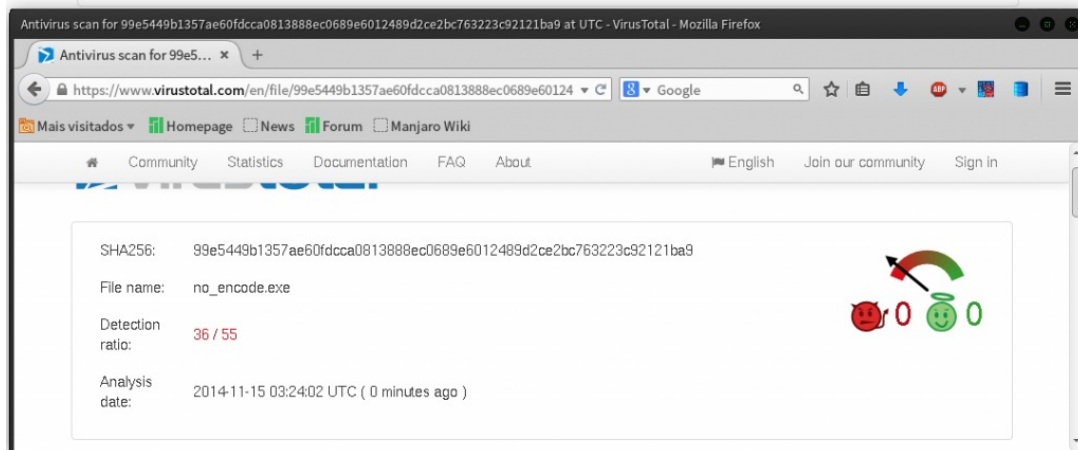 Antivirus scan for 99e5449b1357ae60fdcca0813888ec0689e6012489d2ce2bc763223c92121ba9 at UTC - VirusTotal - Mozilla Firefox
Antivirus scan for 99e5... × +
https://www.virustotal.com/en/file/99e5449b1357ae60fdcca0813888ec0689e60124 Google ABP
Mais visitados Homepage News Forum Manjaro Wiki
Community Statistics Documentation FAQ About English Join our community Sign in
SHA256: 99e5449b1357ae60fdcca0813888ec0689e6012489d2ce2bc763223c92121ba9
File name: no_encode.exe
Detection ratio: 36 / 55
0 0
Analysis date: 2014-11-15 03:24:02 UTC ( 0 minutes ago )